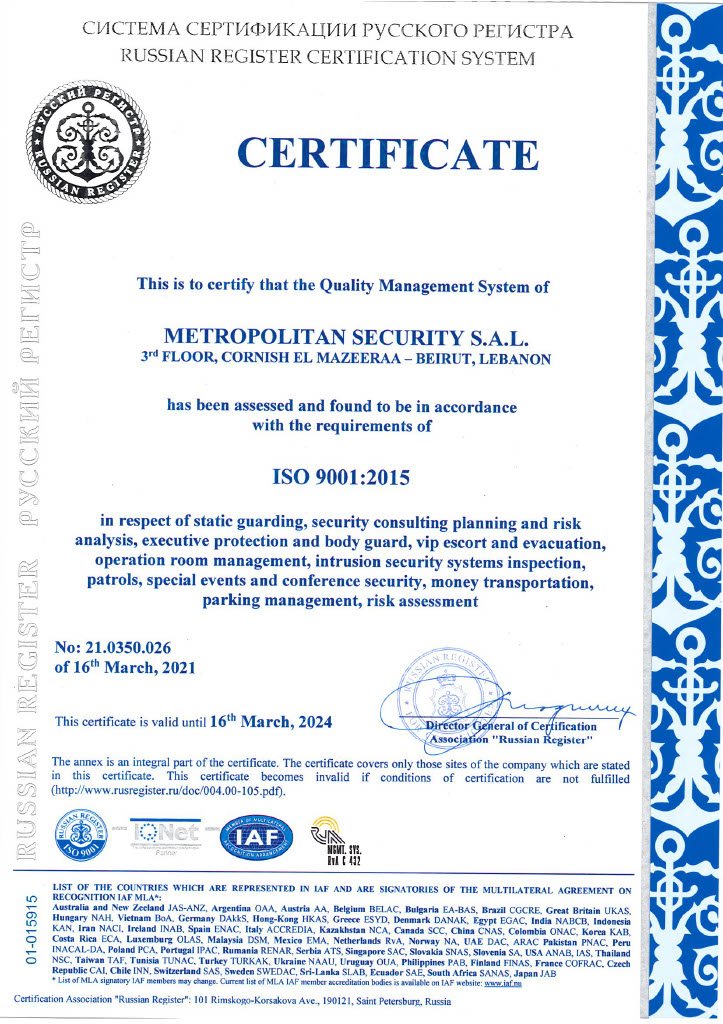 СИСТЕМА СЕРТИФИКАЦИИ РУССКОГО РЕГИСТРА
RUSSIAN REGISTER CERTIFICATION SYSTEM
РУССКИЙ РЕГИСТР
RUSSIAN REGISTER
CERTIFICATE
This is to certify that the Quality Management System of
METROPOLITAN SECURITY S.A.L.
3rd FLOOR, CORNISH EL MAZEERAA – BEIRUT, LEBANON
has been assessed and found to be in accordance
with the requirements of
ISO 9001:2015
in respect of static guarding, security consulting planning and risk
analysis, executive protection and body guard, vip escort and evacuation,
operation room management, intrusion security systems inspection,
patrols, special events and conference security, money transportation,
parking management, risk assessment
No: 21.0350.026
of 16th March, 2021
This certificate is valid until 16th March, 2024
RUSSIAN REGISTER
Director General of Certification
Association "Russian Register"
The annex is an integral part of the certificate. The certificate covers only those sites of the company which are stated
in this certificate. This certificate becomes invalid if conditions of certification are not fulfilled
(http://www.rusregister.ru/doc/004.00-105.pdf).
RUSSIAN REGISTER
ISO 9001
IQNet
Partner
MEMBER OF MULTILATERAL
IAF
RECOGNITION ARRANGEMENT
MGMT. SYS.
RvA C 432
RUSSIAN REGISTER РУССКИЙ РЕГИСТР
01-015915
LIST OF THE COUNTRIES WHICH ARE REPRESENTED IN IAF AND ARE SIGNATORIES OF THE MULTILATERAL AGREEMENT ON
RECOGNITION IAF MLA*:
Australia and New Zeeland JAS-ANZ, Argentina OAA, Austria AA, Belgium BELAC, Bulgaria EA-BAS, Brazil CGCRE, Great Britain UKAS,
Hungary NAH, Vietnam BoA, Germany DAkkS, Hong-Kong HKAS, Greece ESYD, Denmark DANAK, Egypt EGAC, India NABCB, Indonesia
KAN, Iran NACI, Ireland INAB, Spain ENAC, Italy ACCREDIA, Kazakhstan NCA, Canada SCC, China CNAS, Colombia ONAC, Korea KAB,
Costa Rica ECA, Luxemburg OLAS, Malaysia DSM, Mexico EMA, Netherlands RvA, Norway NA, UAE DAC, ARAC Pakistan PNAC, Peru
INACAL-DA, Poland PCA, Portugal IPAC, Rumania RENAR, Serbia ATS, Singapore SAC, Slovakia SNAS, Slovenia SA, USA ANAB, IAS, Thailand
NSC, Taiwan TAF, Tunisia TUNAC, Turkey TURKAK, Ukraine NAAU, Uruguay OUA, Philippines PAB, Finland FINAS, France COFRAC, Czech
Republic CAI, Chile INN, Switzerland SAS, Sweden SWEDAC, Sri-Lanka SLAB, Ecuador SAE, South Africa SANAS, Japan JAB
* List of MLA signatory IAF members may change. Current list of MLA IAF member accreditation bodies is available on IAF website: www.iaf.nu
Certification Association "Russian Register": 101 Rimskogo-Korsakova Ave., 190121, Saint Petersburg, Russia